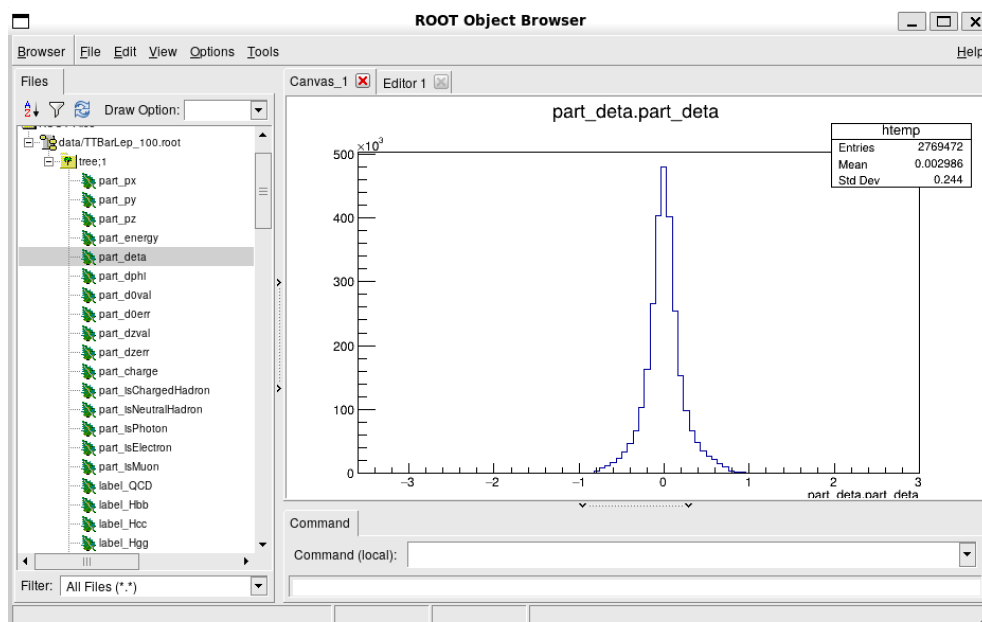 ROOT Object Browser
Browser File Edit View Options Tools Help
Files
Draw Option:
data/TTBarLep_100.root
tree;1
part_px
part_py
part_pz
part_energy
part_deta
part_dphi
part_d0val
part_d0err
part_dzval
part_dzerr
part_charge
part_isChargedHadron
part_isNeutralHadron
part_isPhoton
part_isElectron
part_isMuon
label_QCD
label_Hbb
label_Hcc
label_Hgg
Filter: All Files (*.*)
Canvas_1 Editor 1
part_deta.part_deta
htemp
Entries 2769472
Mean 0.002986
Std Dev 0.244
×10³
500
400
300
200
100
0
−3 −2 −1 0 1 2 3
part_deta.part_deta
Command
Command (local):